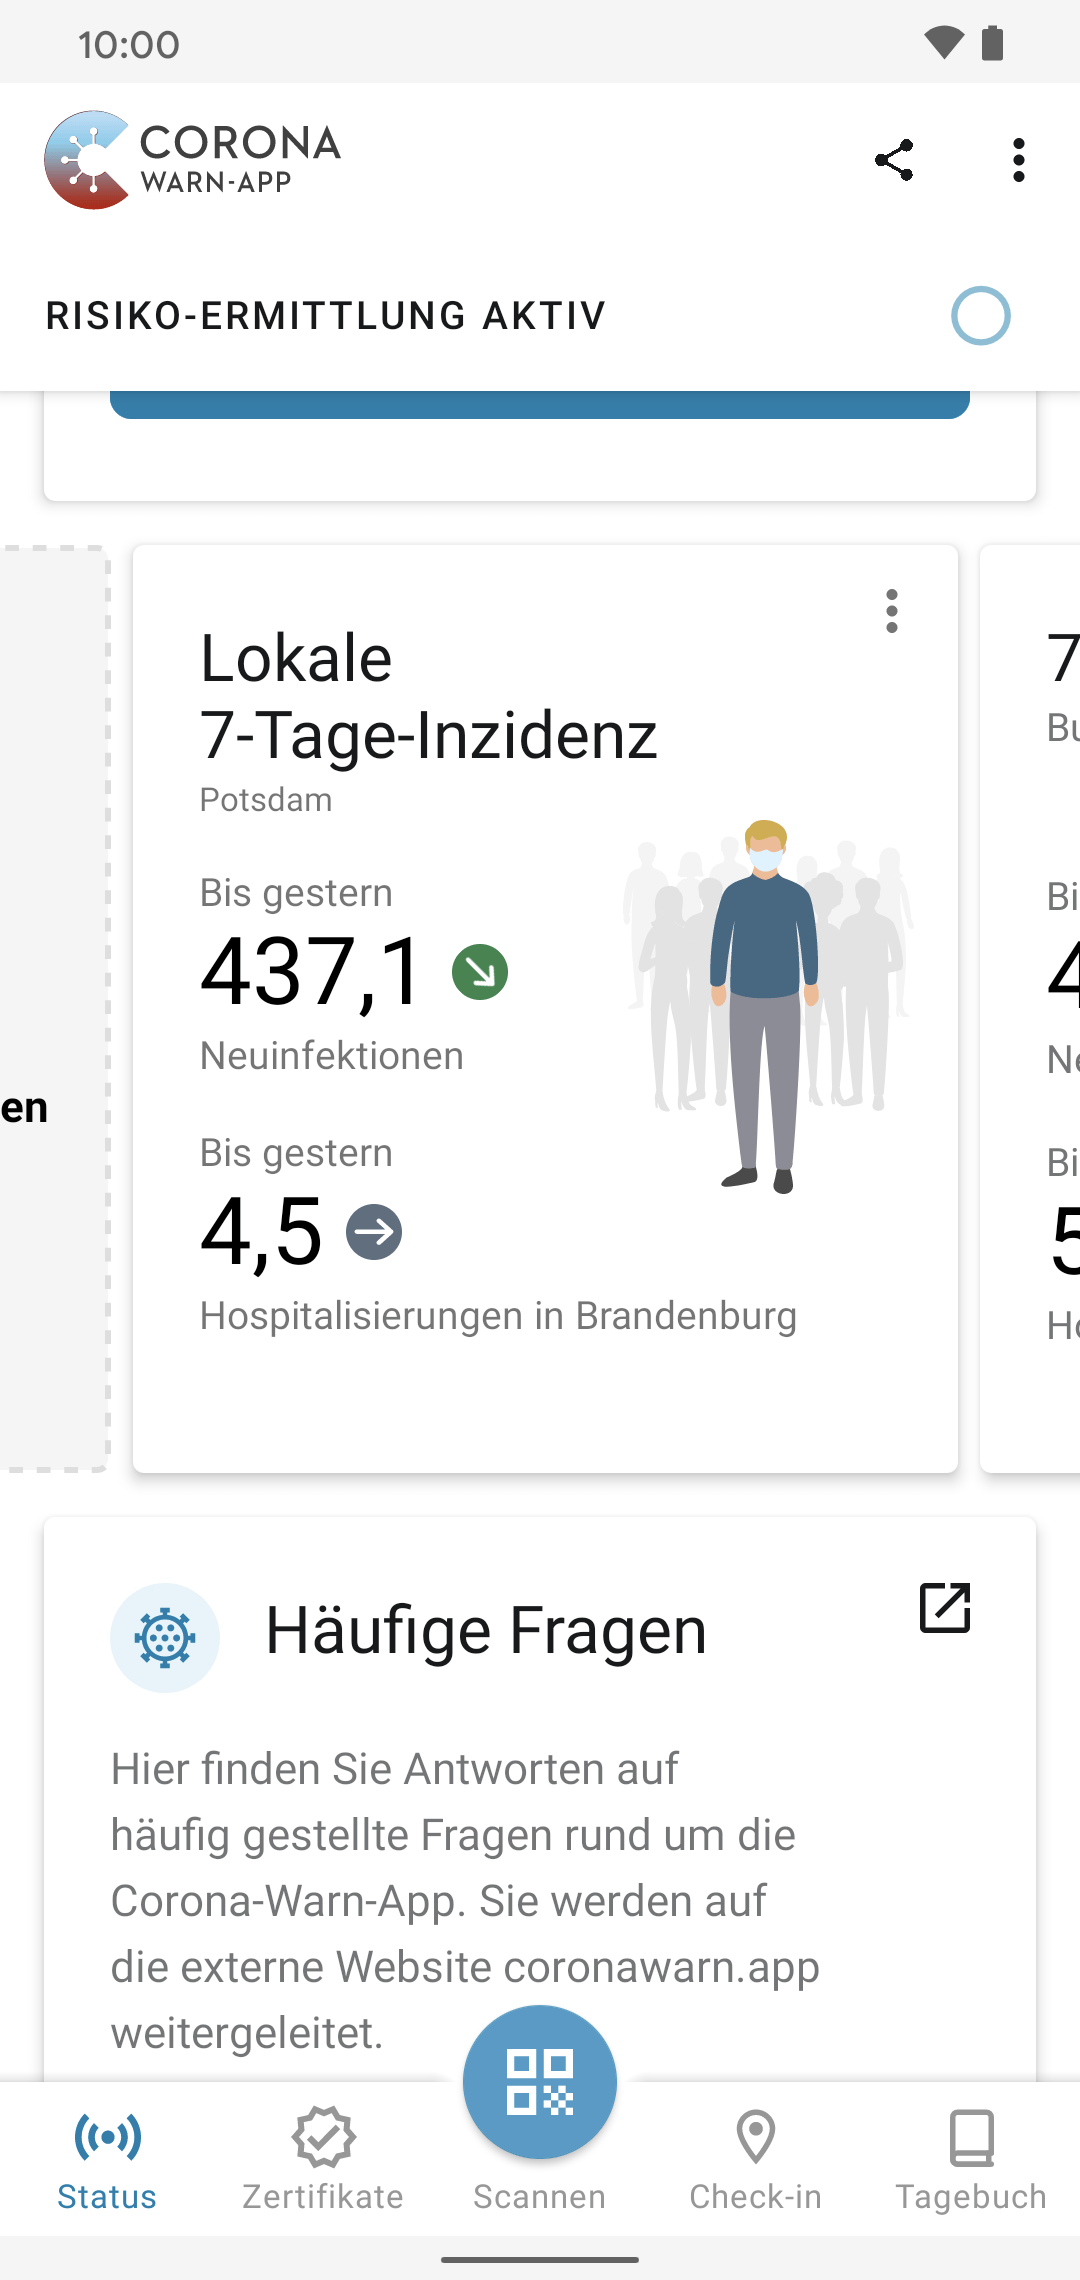 10:00
CORONA
WARN-APP
RISIKO-ERMITTLUNG AKTIV
en
Lokale
7-Tage-Inzidenz
Potsdam
Bis gestern
437,1
Neuinfektionen
Bis gestern
4,5
Hospitalisierungen in Brandenburg
7
Bu
Bi
4
Ne
Bi
5
Ho
Häufige Fragen
Hier finden Sie Antworten auf
häufig gestellte Fragen rund um die
Corona-Warn-App. Sie werden auf
die externe Website coronawarn.app
weitergeleitet.
Status
Zertifikate
Scannen
Check-in
Tagebuch